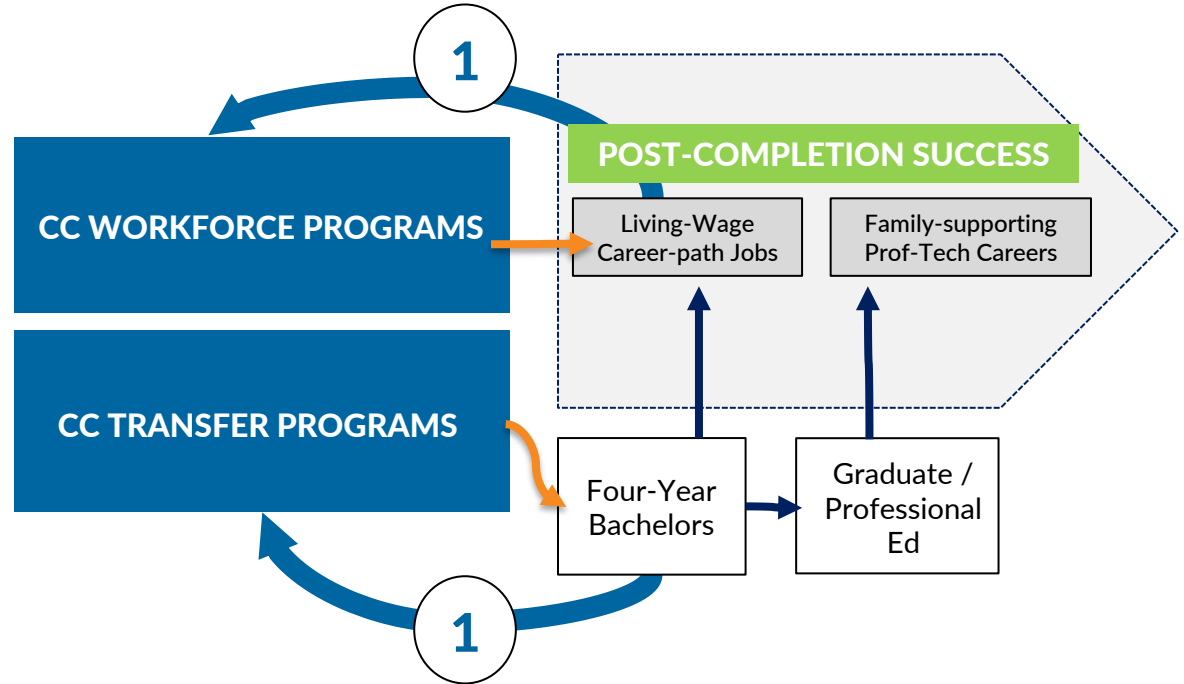 1
POST-COMPLETION SUCCESS
CC WORKFORCE PROGRAMS
Living-Wage
Career-path Jobs
Family-supporting
Prof-Tech Careers
CC TRANSFER PROGRAMS
Four-Year
Bachelors
Graduate /
Professional
Ed
1